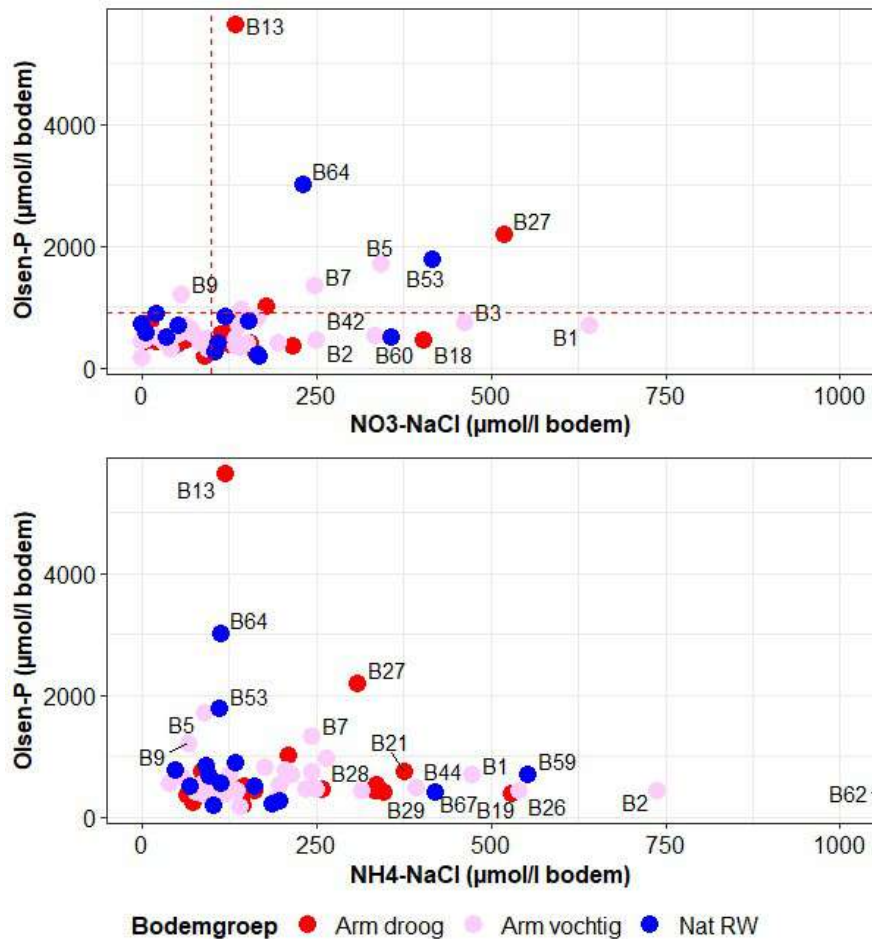 B13
4000
B64
B27
B5
2000
B7
B53
B9
B42
B3
B1
B2
B60
B18
0
Olsen-P (µmol/l bodem)
0 250 500 750 1000
NO3-NaCl (µmol/l bodem)
B13
4000
B64
B27
2000
B53
B5
B7
B21
B9
B28
B44
B1
B59
B62
B29
B67
B19
B26
B2
0
Olsen-P (µmol/l bodem)
0 250 500 750 1000
NH4-NaCl (µmol/l bodem)
Bodemgroep Arm droog Arm vochtig Nat RW